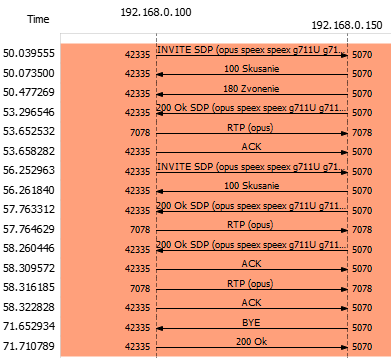 Time 192.168.0.100 192.168.0.150
50.039555 42335 INVITE SDP (opus speex speex g711U g71... 5070
50.073500 42335 100 Skusanie 5070
50.477269 42335 180 Zvonenie 5070
53.296546 42335 200 Ok SDP (opus speex speex g711U g711... 5070
53.652532 7078 RTP (opus) 7078
53.658282 42335 ACK 5070
56.252963 42335 INVITE SDP (opus speex speex g711U g71... 5070
56.261840 42335 100 Skusanie 5070
57.763312 42335 200 Ok SDP (opus speex speex g711U g711... 5070
57.764629 7078 RTP (opus) 7078
58.260446 42335 200 Ok SDP (opus speex speex g711U g711... 5070
58.309572 42335 ACK 5070
58.316185 7078 RTP (opus) 7078
58.322828 42335 ACK 5070
71.652934 42335 BYE 5070
71.710789 42335 200 Ok 5070